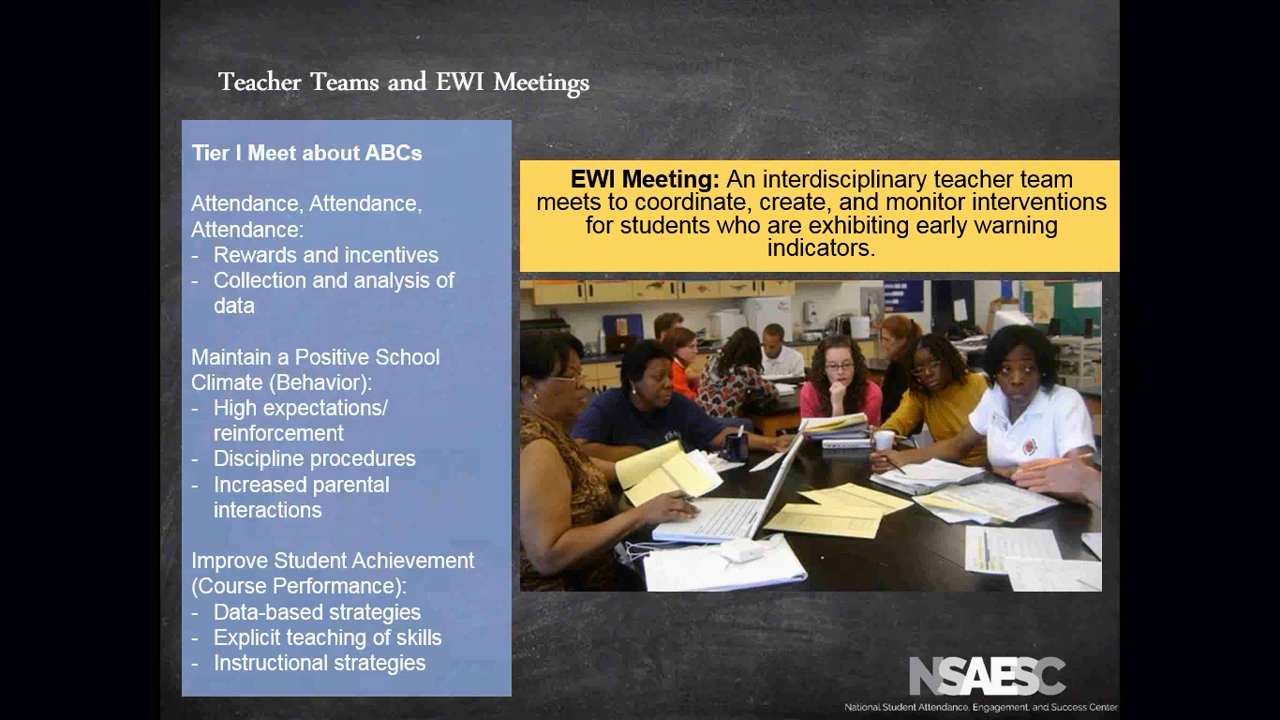 Teacher Teams and EWI Meetings
Tier I Meet about ABCs
Attendance, Attendance,
Attendance:
- Rewards and incentives
- Collection and analysis of
data
Maintain a Positive School
Climate (Behavior):
- High expectations/
reinforcement
- Discipline procedures
- Increased parental
interactions
Improve Student Achievement
(Course Performance):
- Data-based strategies
- Explicit teaching of skills
- Instructional strategies
EWI Meeting: An interdisciplinary teacher team
meets to coordinate, create, and monitor interventions
for students who are exhibiting early warning
indicators.
NSAESC
National Student Attendance, Engagement, and Success Center